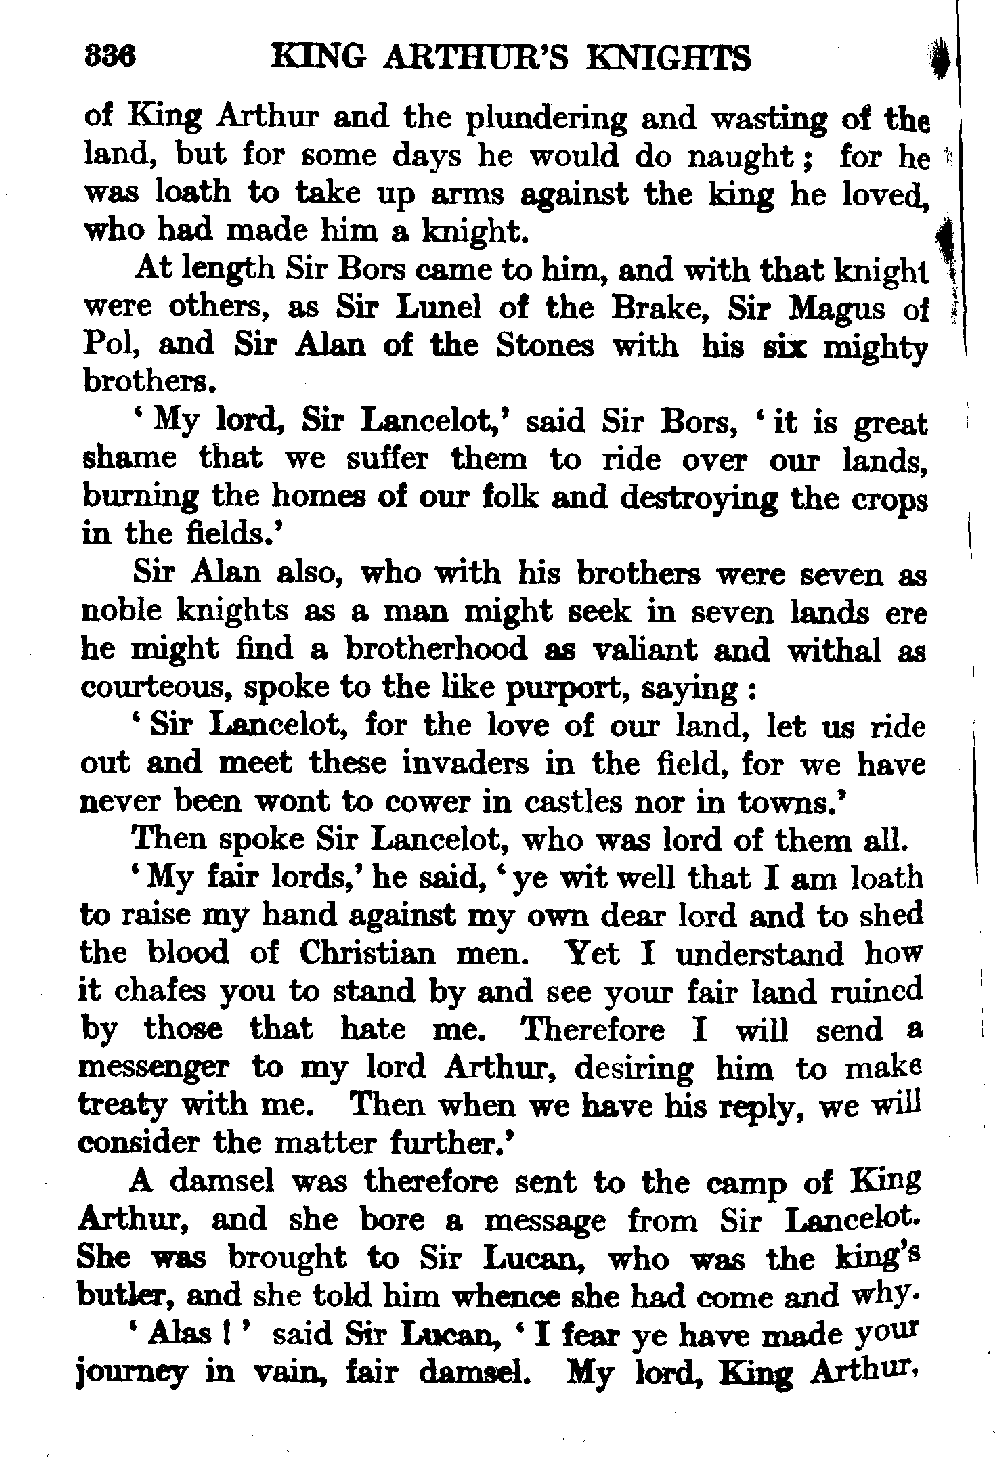 336 KING ARTHUR'S KNIGHTS
of King Arthur and the plundering and wasting of the
land, but for some days he would do naught ; for he
was loath to take up arms against the king he loved,
who had made him a knight.
At length Sir Bors came to him, and with that knight
were others, as Sir Lunel of the Brake, Sir Magus of
Pol, and Sir Alan of the Stones with his six mighty
brothers.
‘ My lord, Sir Lancelot,’ said Sir Bors, ‘ it is great
shame that we suffer them to ride over our lands,
burning the homes of our folk and destroying the crops
in the fields.’
Sir Alan also, who with his brothers were seven as
noble knights as a man might seek in seven lands ere
he might find a brotherhood as valiant and withal as
courteous, spoke to the like purport, saying :
‘ Sir Lancelot, for the love of our land, let us ride
out and meet these invaders in the field, for we have
never been wont to cower in castles nor in towns.’
Then spoke Sir Lancelot, who was lord of them all.
‘ My fair lords,’ he said, ‘ ye wit well that I am loath
to raise my hand against my own dear lord and to shed
the blood of Christian men. Yet I understand how
it chafes you to stand by and see your fair land ruined
by those that hate me. Therefore I will send a
messenger to my lord Arthur, desiring him to make
treaty with me. Then when we have his reply, we will
consider the matter further.’
A damsel was therefore sent to the camp of King
Arthur, and she bore a message from Sir Lancelot.
She was brought to Sir Lucan, who was the king's
butler, and she told him whence she had come and why.
‘ Alas ! ’ said Sir Lucan, ‘ I fear ye have made your
journey in vain, fair damsel. My lord, King Arthur,